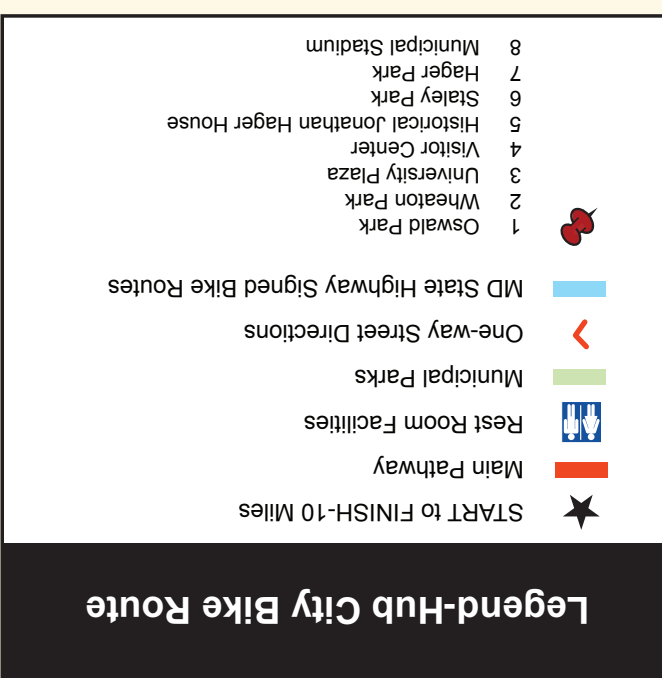 Legend-Hub City Bike Route
START to FINISH-10 Miles
Main Pathway
Rest Room Facilities
Municipal Parks
One-way Street Directions
MD State Highway Signed Bike Routes
1 Oswald Park
2 Wheaton Park
3 University Plaza
4 Visitor Center
5 Historical Jonathan Hager House
6 Staley Park
7 Hager Park
8 Municipal Stadium